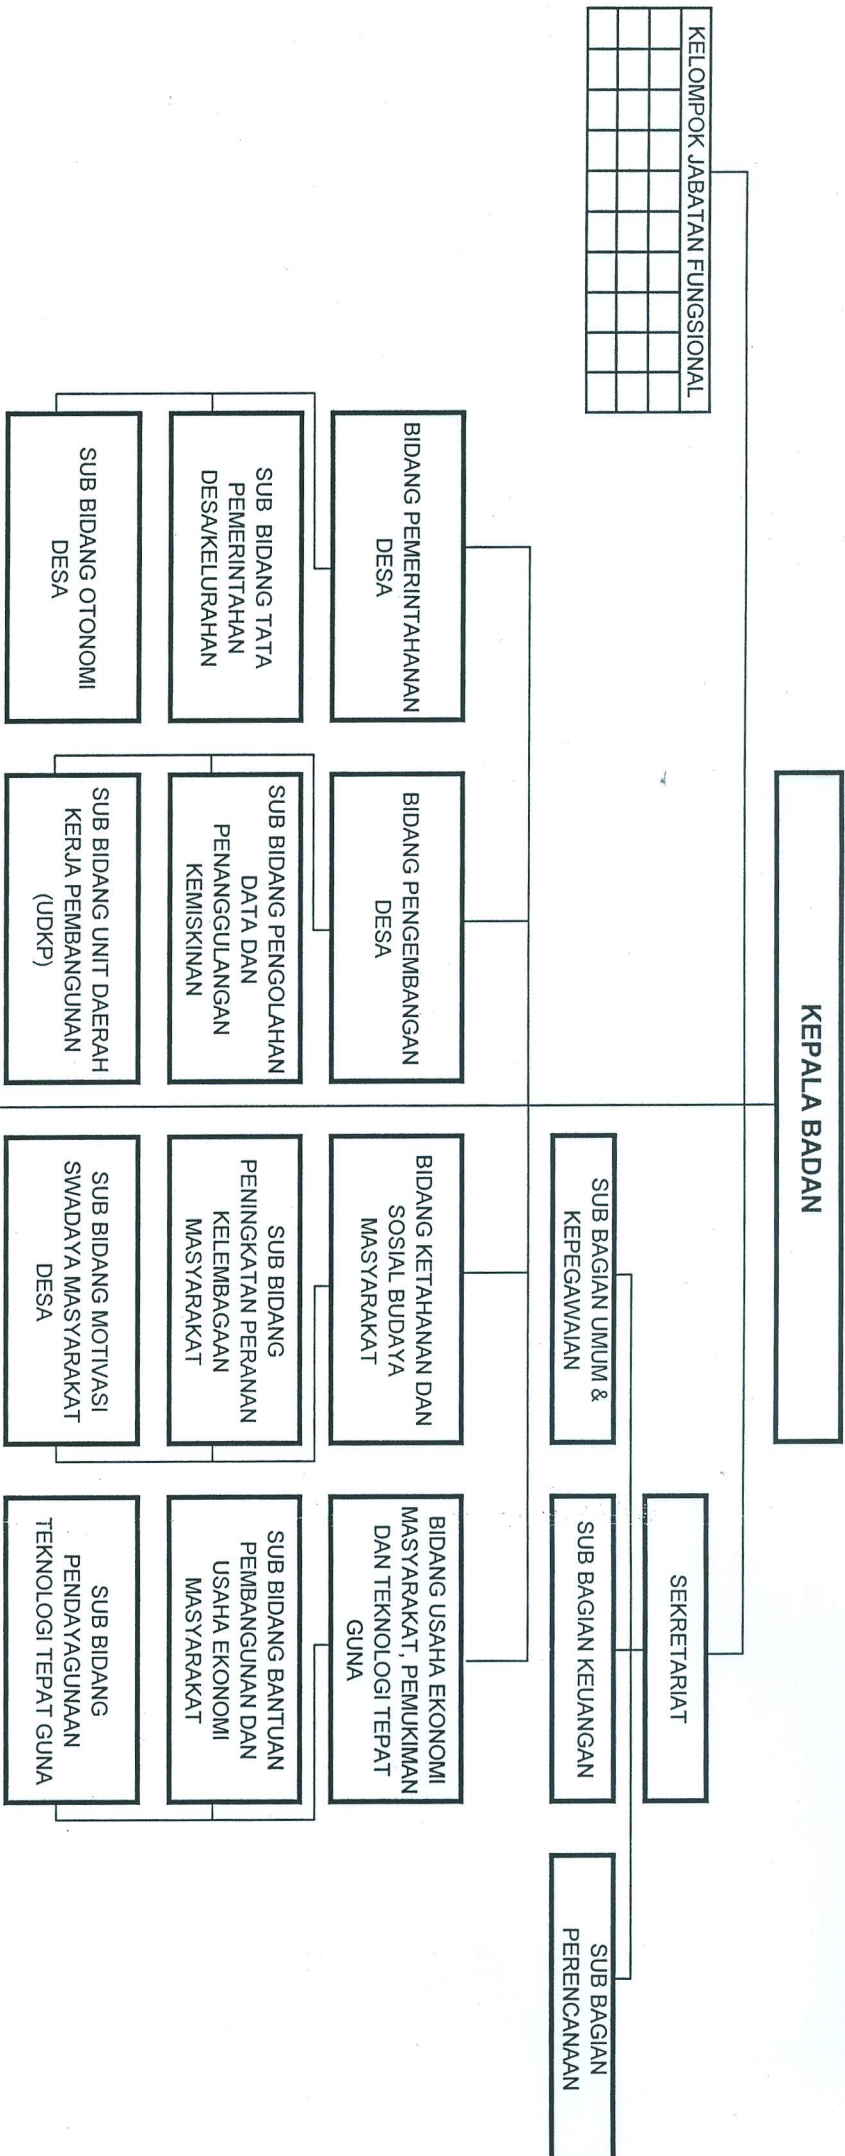 KEPALA BADAN
KELOMPOK JABATAN FUNGSIONAL
SEKRETARIAT
SUB BAGIAN UMUM &
KEPEGAWAIAN
SUB BAGIAN KEUANGAN
SUB BAGIAN
PERENCANAAN
BIDANG PEMERINTAHANAN
DESA
BIDANG PENGEMBANGAN
DESA
BIDANG KETAHANAN DAN
SOSIAL BUDAYA
MASYARAKAT
BIDANG USAHA EKONOMI
MASYARAKAT, PEMUKIMAN
DAN TEKNOLOGI TEPAT
GUNA
SUB BIDANG TATA
PEMERINTAHAN
DESA/KELURAHAN
SUB BIDANG PENGOLAHAN
DATA DAN
PENANGGULANGAN
KEMISKINAN
SUB BIDANG
PENINGKATAN PERANAN
KELEMBAGAAN
MASYARAKAT
SUB BIDANG BANTUAN
PEMBANGUNAN DAN
USAHA EKONOMI
MASYARAKAT
SUB BIDANG OTONOMI
DESA
SUB BIDANG UNIT DAERAH
KERJA PEMBANGUNAN
(UDKP)
SUB BIDANG MOTIVASI
SWADAYA MASYARAKAT
DESA
SUB BIDANG
PENDAYAGUNAAN
TEKNOLOGI TEPAT GUNA